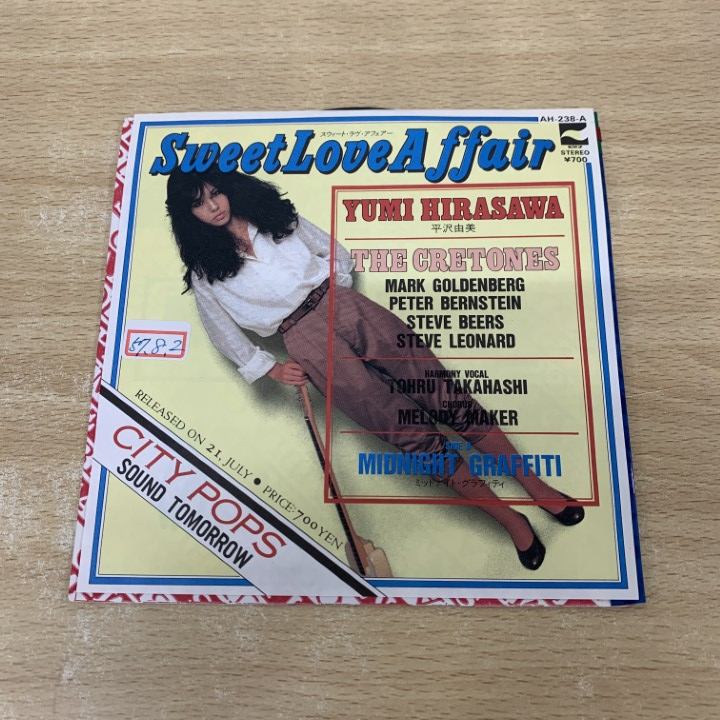 AH-238-A
スウィート・ラヴ・アフェアー
Sweet Love Affair
STEREO
¥700
YUMI HIRASAWA
平沢由美
THE CRETONES
MARK GOLDENBERG
PETER BERNSTEIN
STEVE BEERS
STEVE LEONARD
HARMONY VOCAL
TOHRU TAKAHASHI
CHORUS
MELODY MAKER
SIDE B
MIDNIGHT GRAFFITI
ミッドナイト・グラフィティ
57.8.2
RELEASED ON 21, JULY • PRICE: 700 YEN
CITY POPS
SOUND TOMORROW